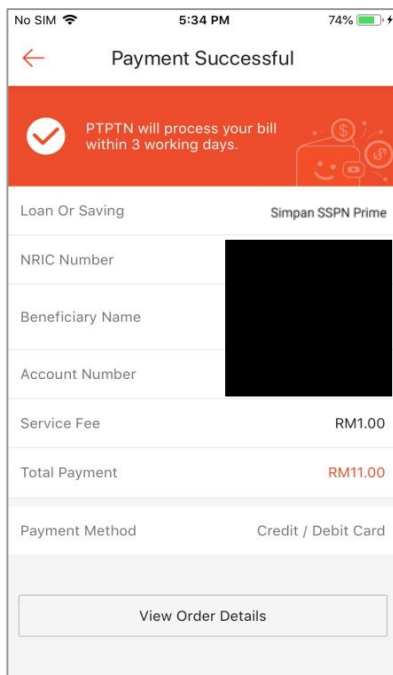 No SIM 5:34 PM 74%
Payment Successful
PTPTN will process your bill
within 3 working days.
Loan Or Saving Simpan SSPN Prime
NRIC Number
Beneficiary Name
Account Number
Service Fee RM1.00
Total Payment RM11.00
Payment Method Credit / Debit Card
View Order Details